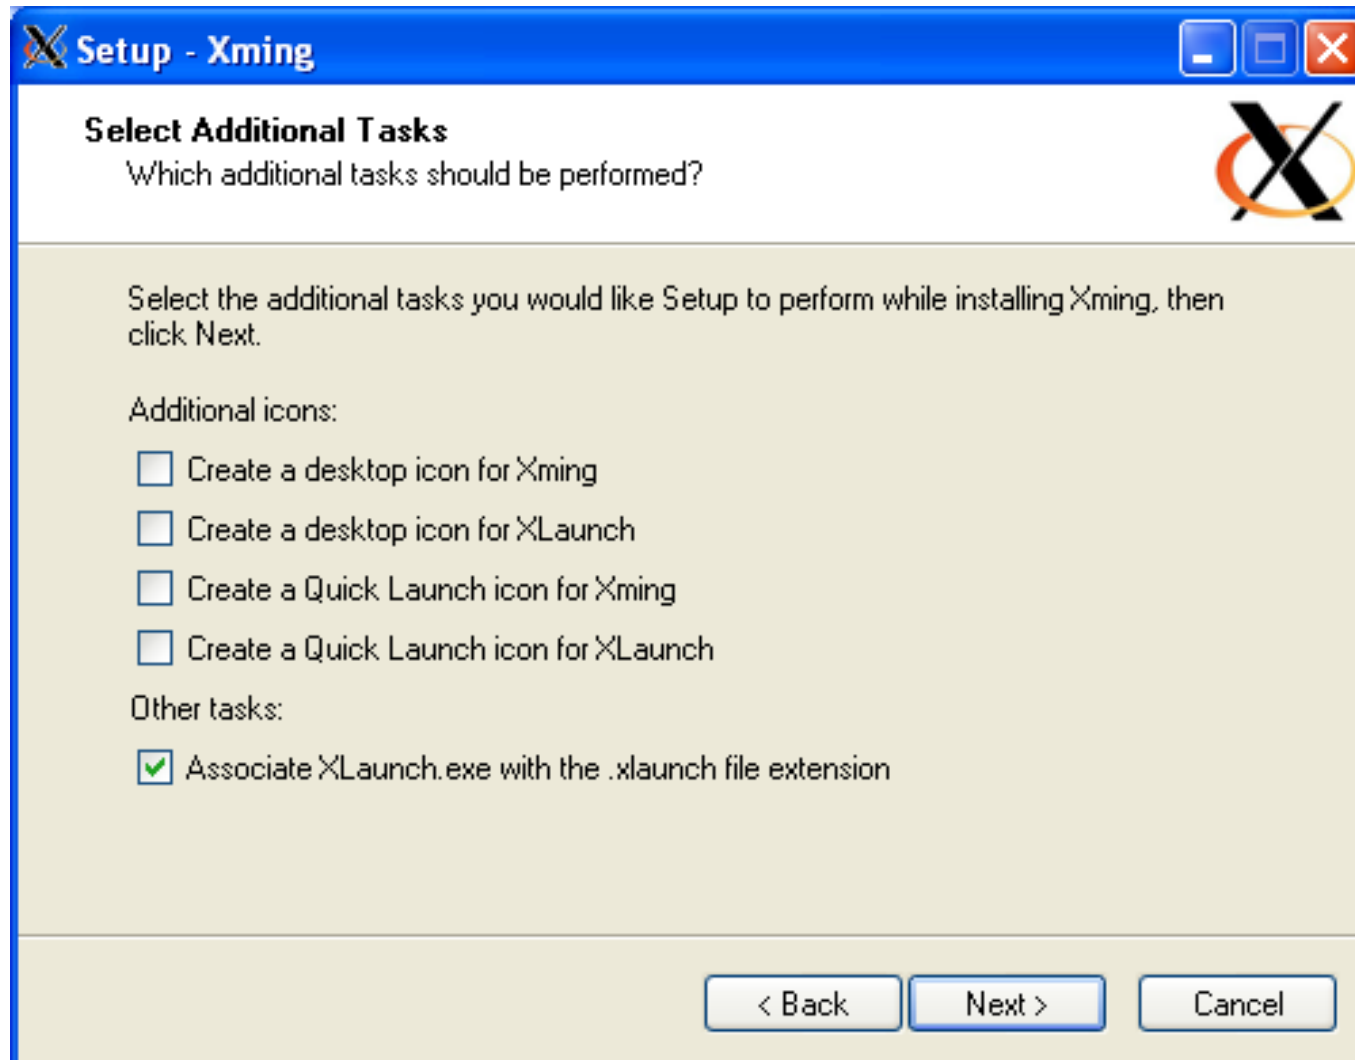 Setup - Xming
Select Additional Tasks
Which additional tasks should be performed?
Select the additional tasks you would like Setup to perform while installing Xming, then
click Next.
Additional icons:
Create a desktop icon for Xming
Create a desktop icon for XLaunch
Create a Quick Launch icon for Xming
Create a Quick Launch icon for XLaunch
Other tasks:
Associate XLaunch.exe with the .xlaunch file extension
< Back
Next >
Cancel